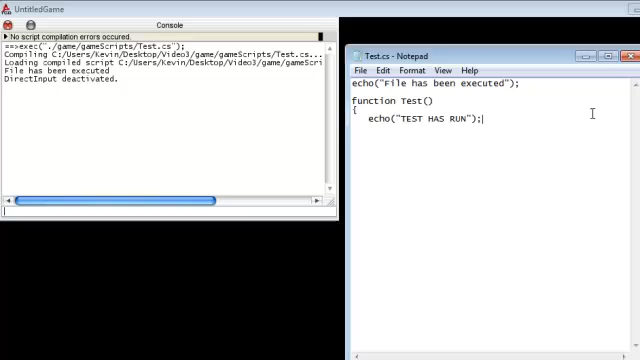 UntitledGame
Console
==>exec("./game/gameScripts/Test.cs");
Compiling C:/Users/Kevin/Desktop/Video3/game/gameScripts/Test.cs...
Loading compiled script C:/Users/Kevin/Desktop/Video3/game/gameScri
File has been executed
DirectInput deactivated.
No script compilation errors occured.
Test.cs - Notepad
File Edit Format View Help
echo("File has been executed");
function Test()
{
echo("TEST HAS RUN");